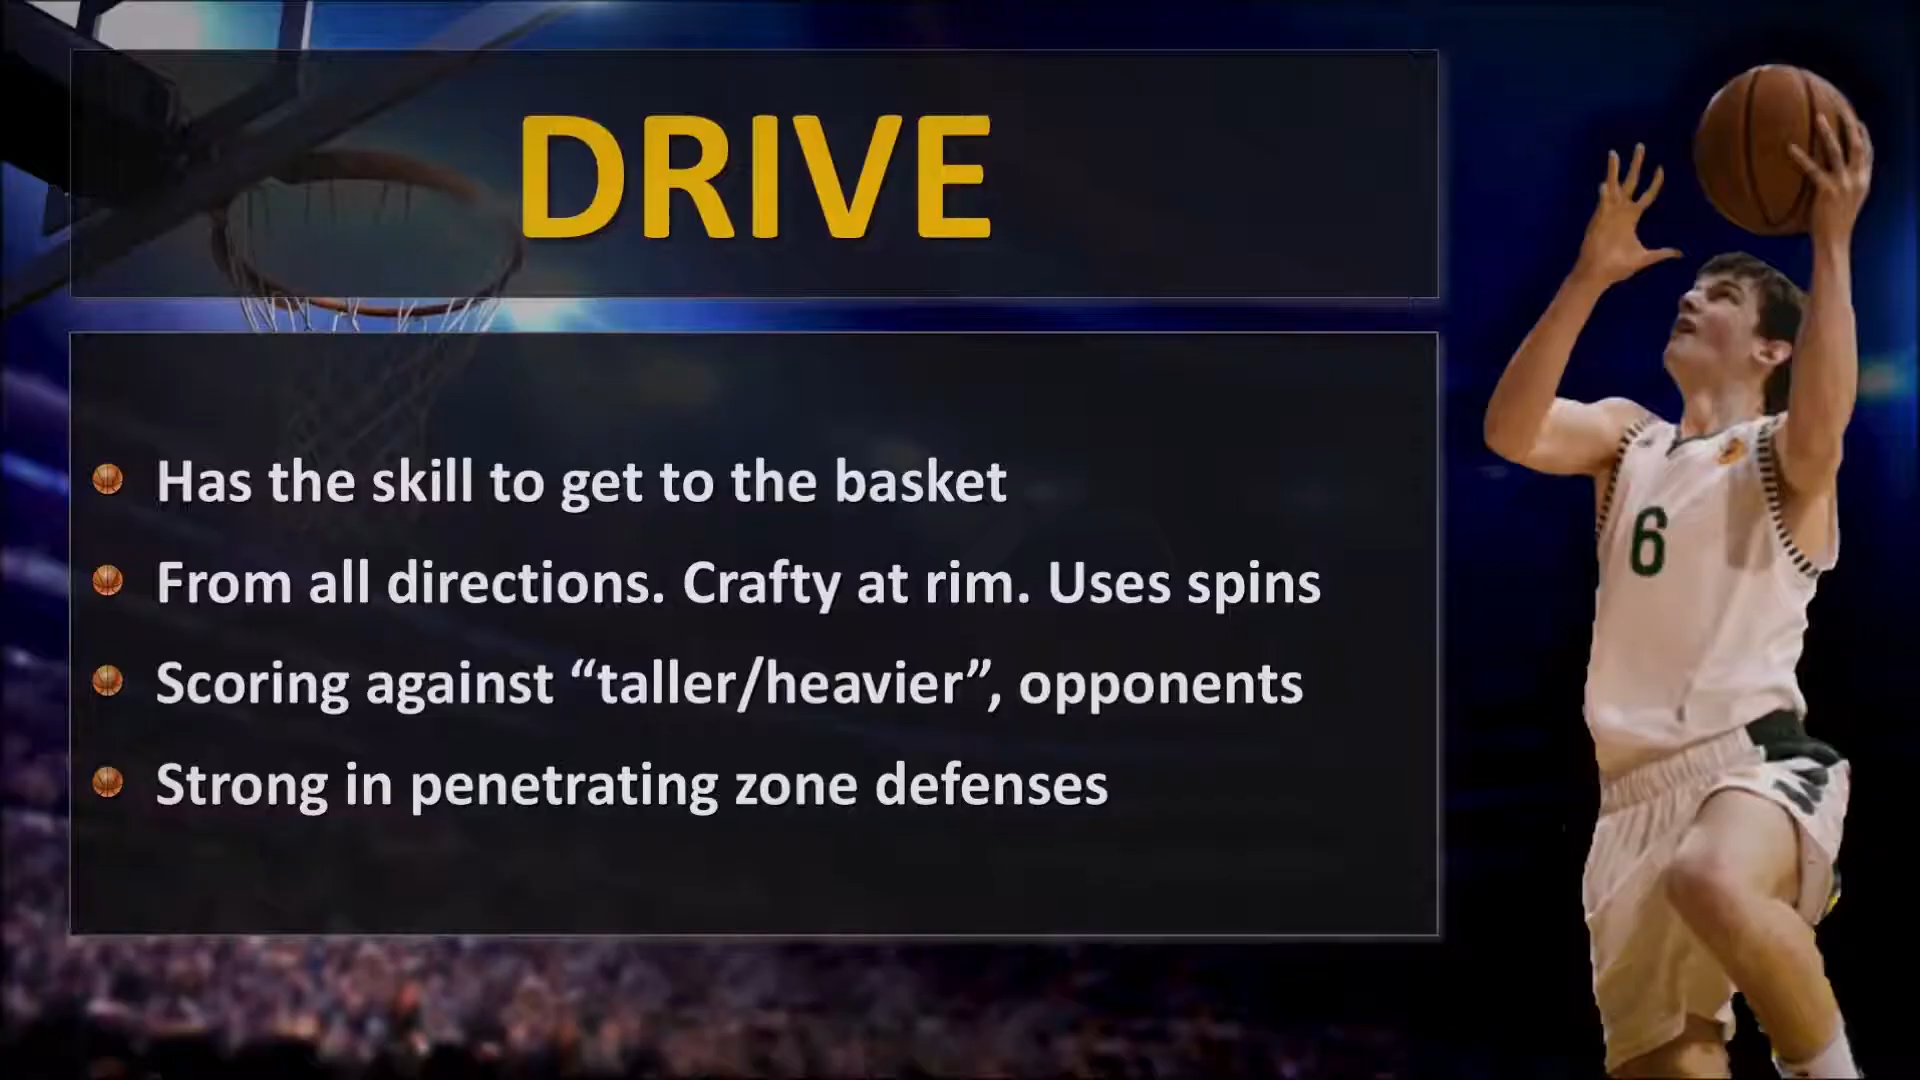 DRIVE
Has the skill to get to the basket
From all directions. Crafty at rim. Uses spins
Scoring against “taller/heavier”, opponents
Strong in penetrating zone defenses
6